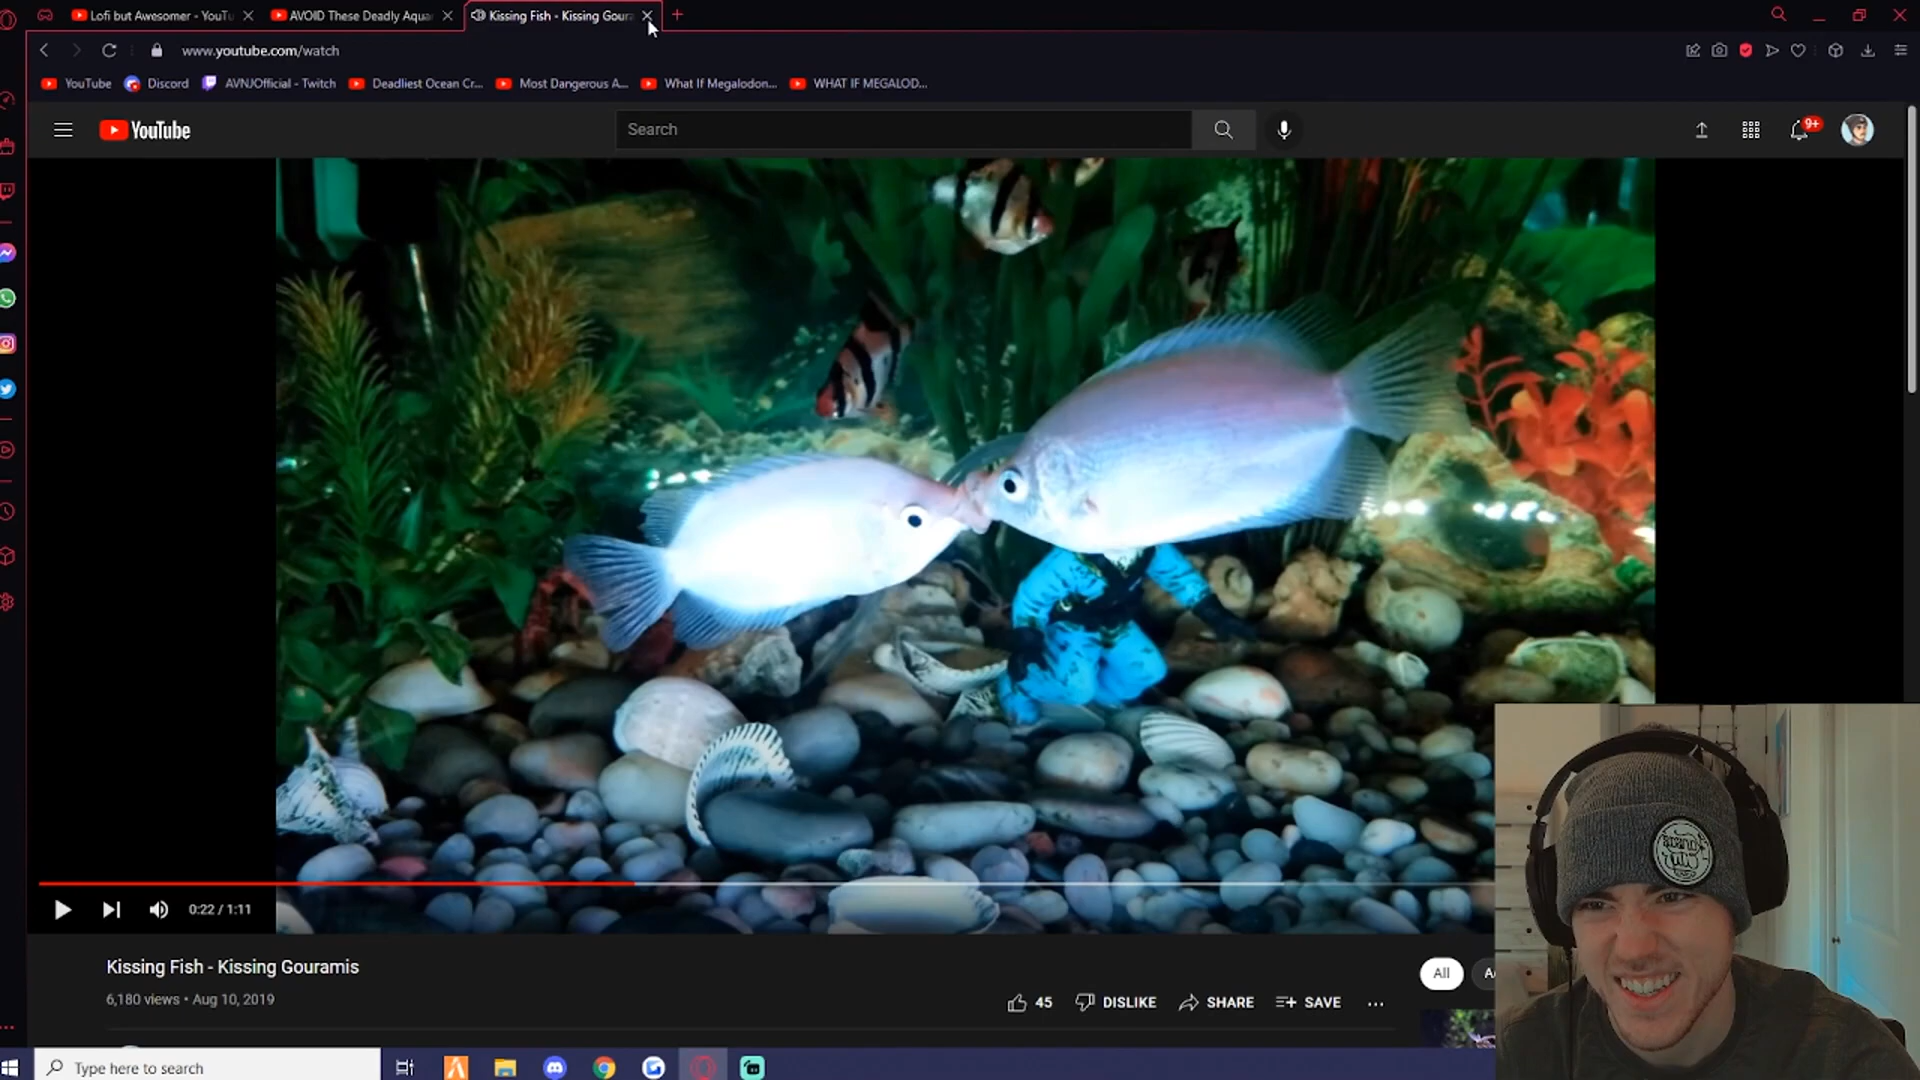 Lofi but Awesomer - YouTu
AVOID These Deadly Aqua
Kissing Fish - Kissing Goura
www.youtube.com/watch
YouTube
Discord
AVNJOfficial - Twitch
Deadliest Ocean Cr...
Most Dangerous A...
What If Megalodon...
WHAT IF MEGALOD...
YouTube
Search
9+
0:22 / 1:11
Kissing Fish - Kissing Gouramis
6,180 views • Aug 10, 2019
45
DISLIKE
SHARE
SAVE
All
Type here to search